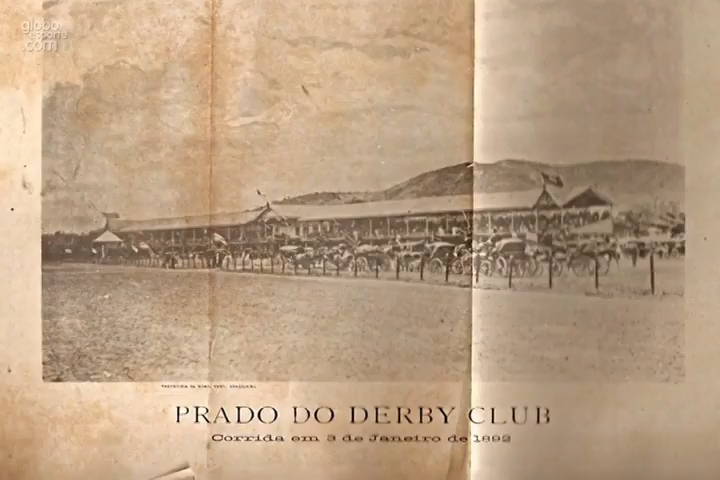 globo
esporte
.com
PRADO DO DERBY CLUB
Corrida em 3 de Janeiro de 1892